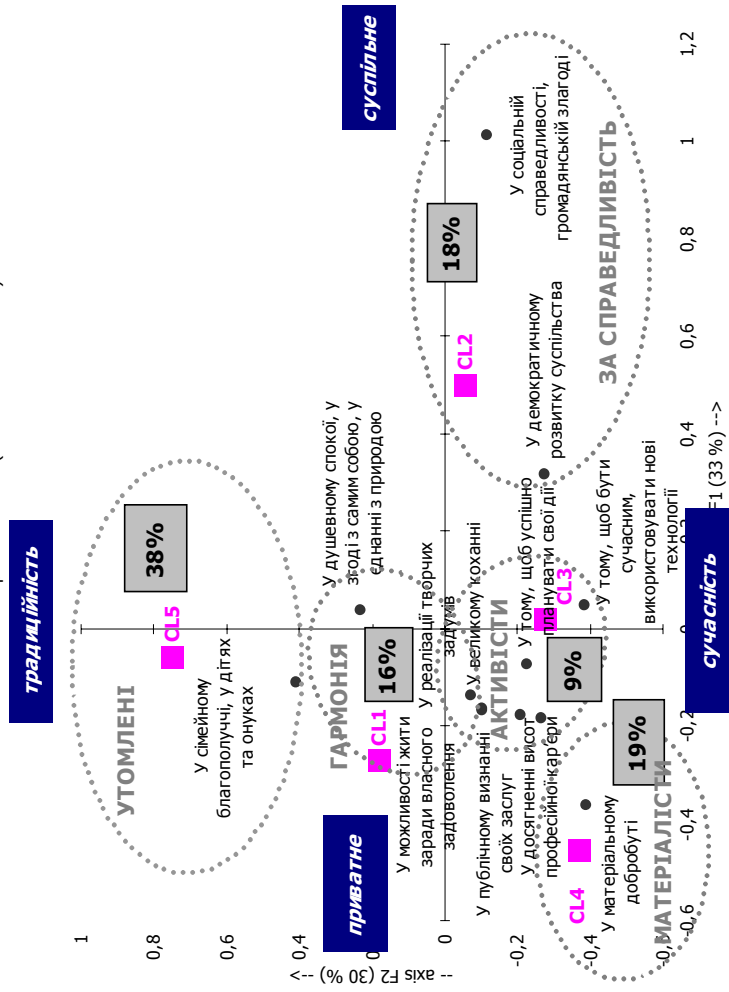 традиційність
суспільне
приватне
сучасність
УТОМЛЕНІ
38%
CL5
У сімейному
благополуччі, у дітях
та онуках
ГАРМОНІЯ
16%
CL1
У душевному спокої, у
згоді з самим собою, у
єднанні з природою
У можливості жити
заради власного
задоволення
У реалізації творчих
задумів
У великому коханні
У публічному визнанні
своїх заслуг
У досягненні висот
професійної кар'єри
АКТИВІСТИ
9%
CL3
У тому, щоб успішно
планувати свої дії
У тому, щоб бути
сучасним,
використовувати нові
технології
МАТЕРІАЛІСТИ
19%
CL4
У матеріальному
добробуті
ЗА СПРАВЕДЛИВІСТЬ
18%
CL2
У соціальній
справедливості,
громадянській злагоді
У демократичному
розвитку суспільства
-- axis F2 (30 %) -->
1
0,8
0,6
0,4
0
-0,2
-0,4
-0,6
-0,6
-0,4
-0,2
0
0,4
0,6
0,8
1
1,2
F1 (33 %) -->